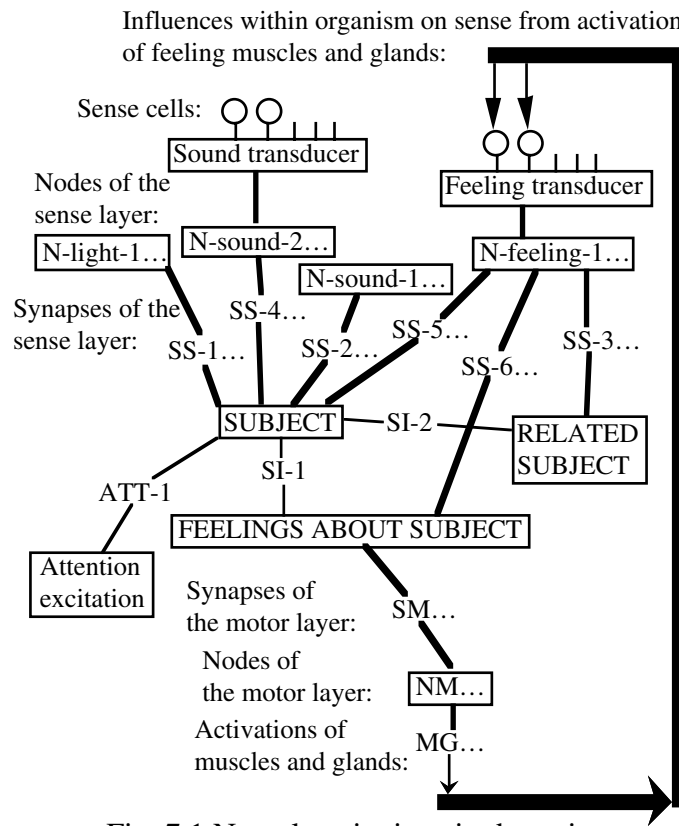 Influences within organism on sense from activation
of feeling muscles and glands:
Sense cells:
Sound transducer
Feeling transducer
Nodes of the
sense layer:
N-light-1…
N-sound-2…
N-sound-1…
N-feeling-1…
Synapses of the
sense layer:
SS-1…
SS-4…
SS-2…
SS-5…
SS-6…
SS-3…
SUBJECT
SI-2
RELATED
SUBJECT
SI-1
ATT-1
FEELINGS ABOUT SUBJECT
Attention
excitation
Synapses of
the motor layer:
SM…
Nodes of
the motor layer:
NM…
Activations of
muscles and glands:
MG…